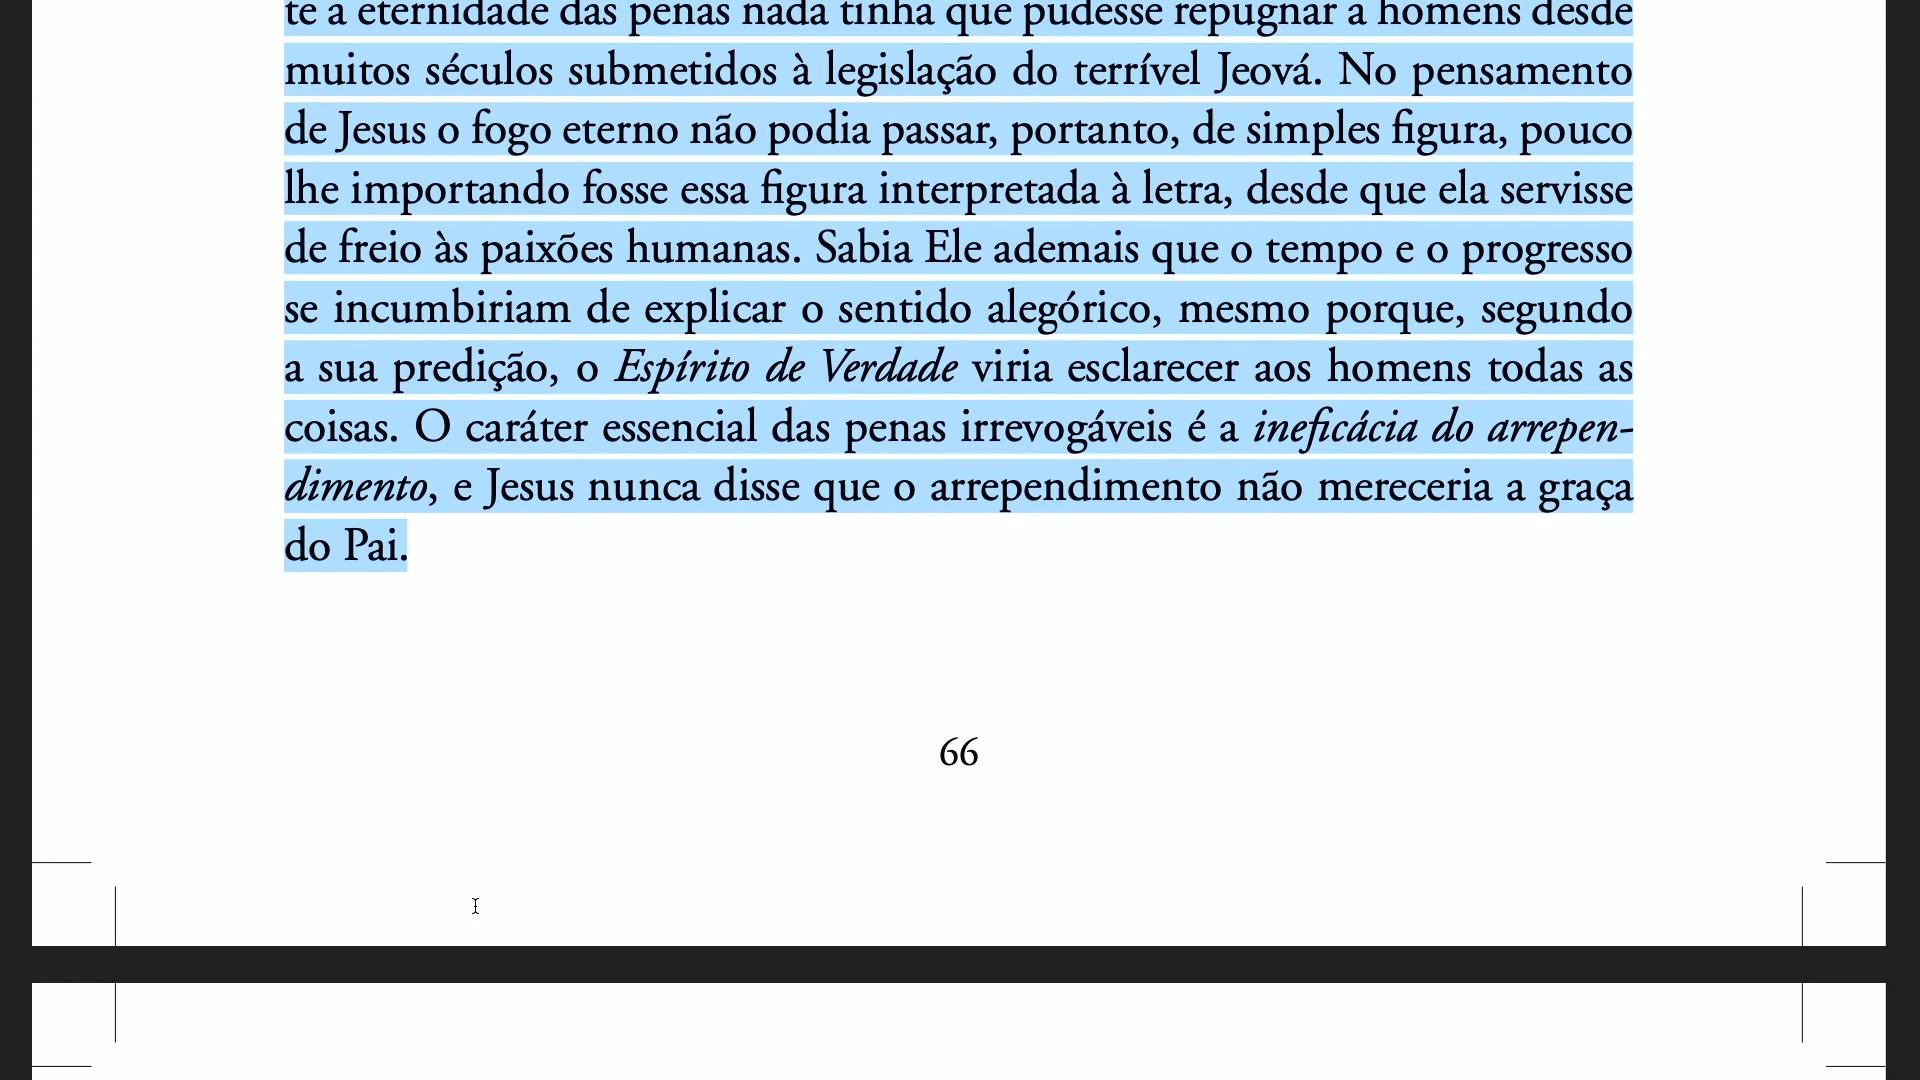 te a eternidade das penas nada tinha que pudesse repugnar a homens desde
muitos séculos submetidos à legislação do terrível Jeová. No pensamento
de Jesus o fogo eterno não podia passar, portanto, de simples figura, pouco
lhe importando fosse essa figura interpretada à letra, desde que ela servisse
de freio às paixões humanas. Sabia Ele ademais que o tempo e o progresso
se incumbiriam de explicar o sentido alegórico, mesmo porque, segundo
a sua predição, o Espírito de Verdade viria esclarecer aos homens todas as
coisas. O caráter essencial das penas irrevogáveis é a ineficácia do arrepen-
dimento, e Jesus nunca disse que o arrependimento não mereceria a graça
do Pai.
66